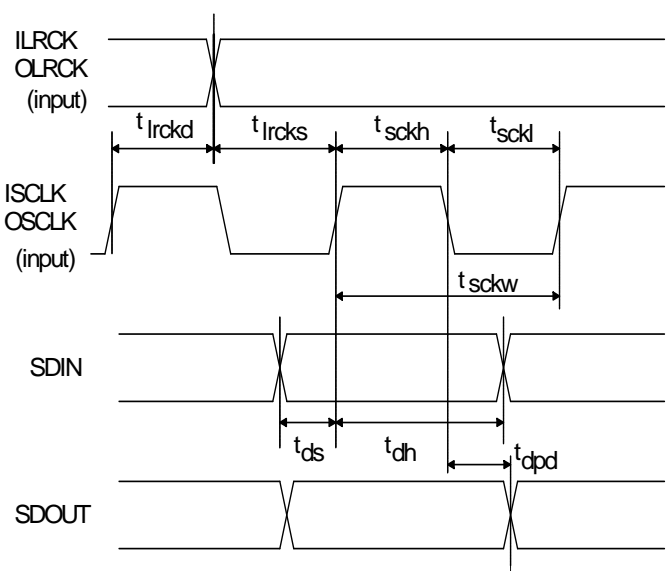 ILRCK
OLRCK
(input)
t lrckd
t lrcks
t sckh
t sckl
ISCLK
OSCLK
(input)
t sckw
SDIN
t ds
t dh
t dpd
SDOUT